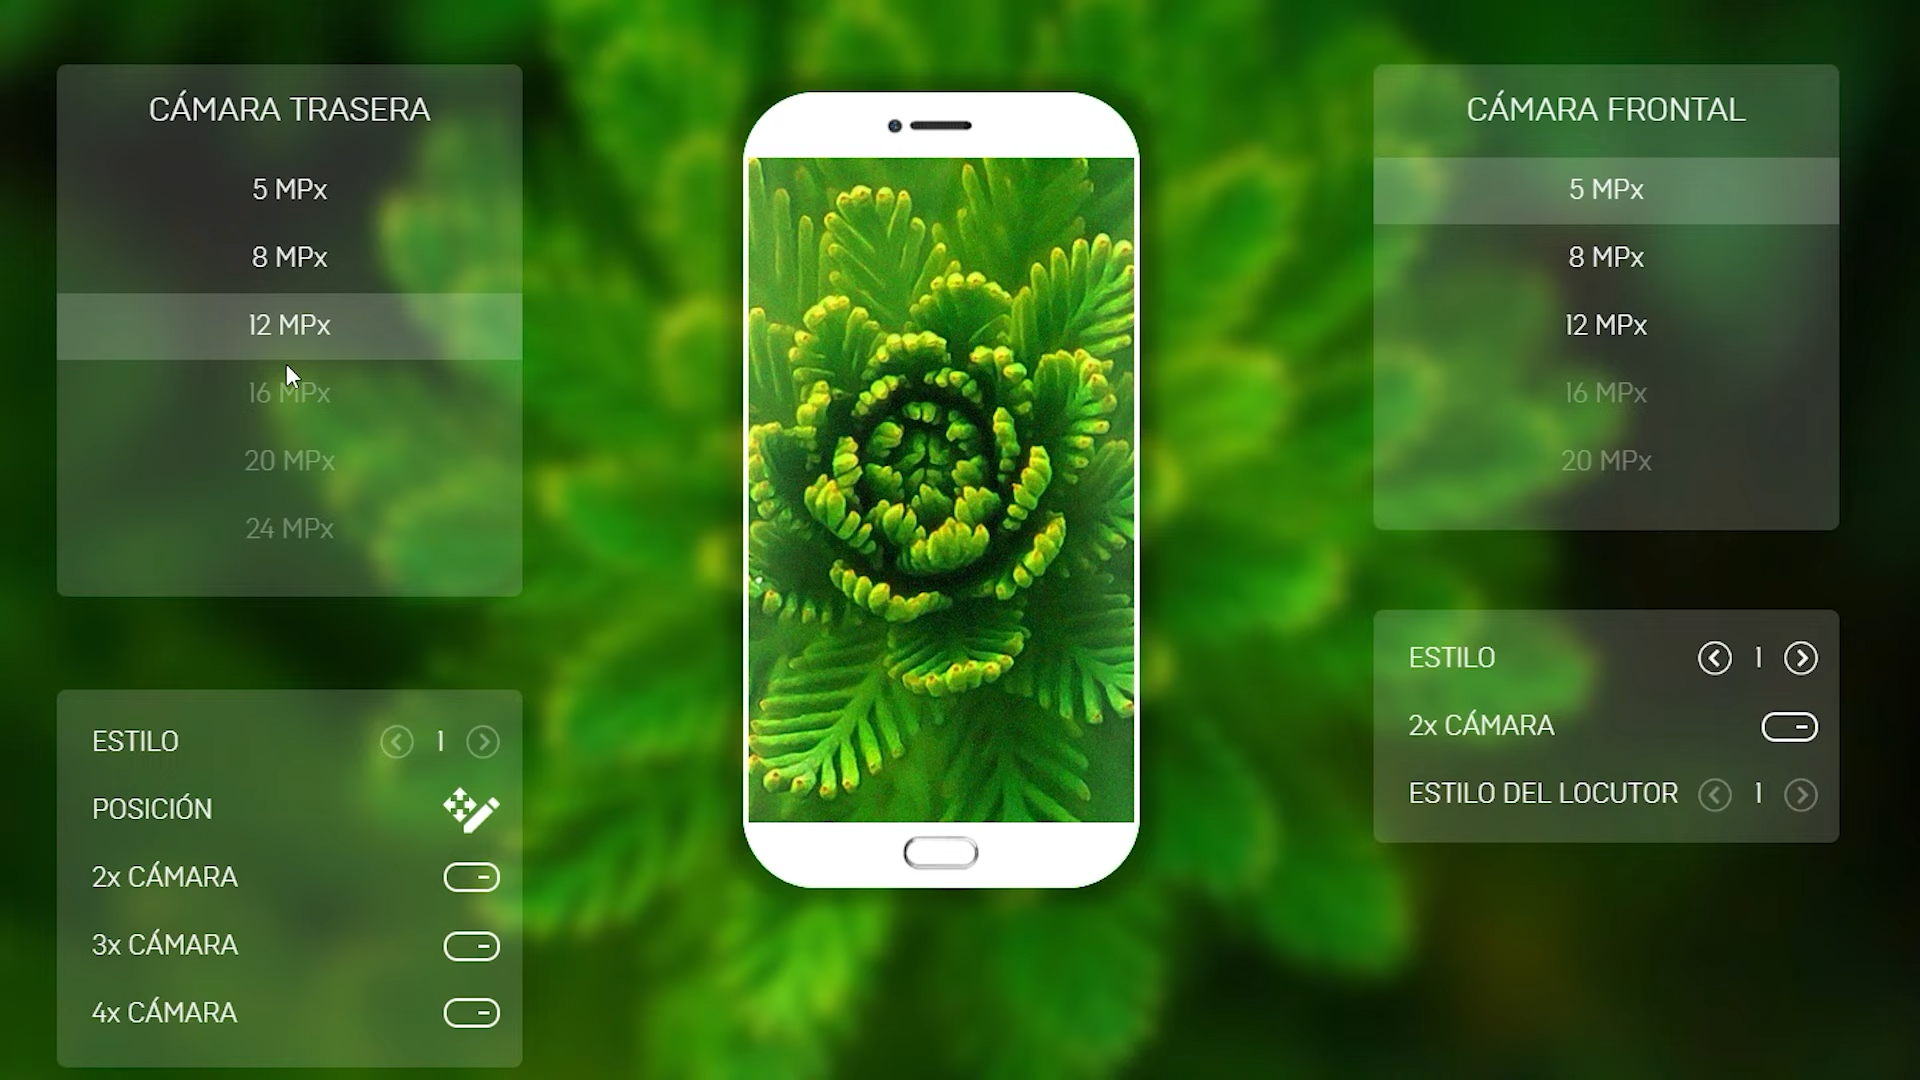 CÁMARA TRASERA
5 MPx
8 MPx
12 MPx
16 MPx
20 MPx
24 MPx
ESTILO 1
POSICIÓN
2x CÁMARA
3x CÁMARA
4x CÁMARA
CÁMARA FRONTAL
5 MPx
8 MPx
12 MPx
16 MPx
20 MPx
ESTILO 1
2x CÁMARA
ESTILO DEL LOCUTOR 1